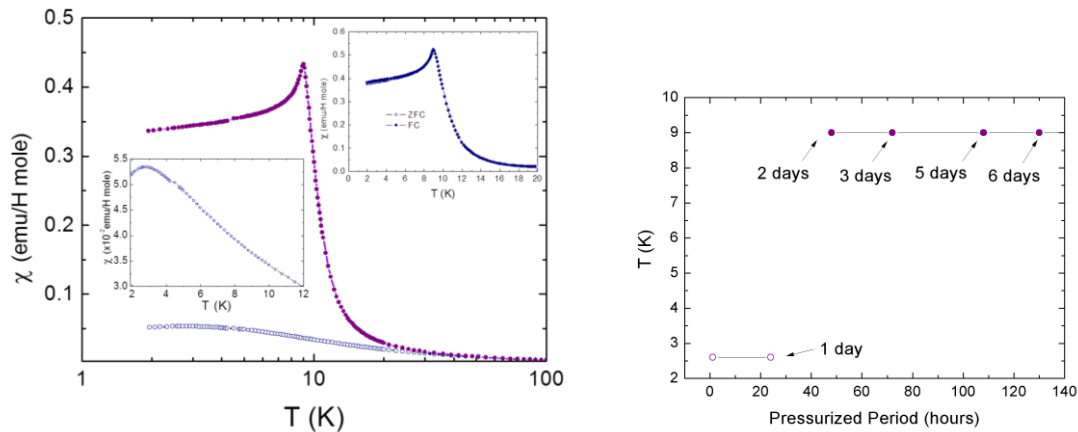 0.5
0.4
0.3
0.2
0.1
χ (emu/H mole)
1
10
100
T (K)
0.6
0.5
0.4
0.3
0.2
0.1
0.0
χ (emu/H mole)
ZFC
FC
0 2 4 6 8 10 12 14 16 18 20
T (K)
5.5
5.0
4.5
4.0
3.5
3.0
χ (x10⁻²emu/H mole)
2 4 6 8 10 12
T (K)
10
9
8
7
6
5
4
3
2
T (K)
2 days
3 days
5 days
6 days
1 day
0 20 40 60 80 100 120 140
Pressurized Period (hours)